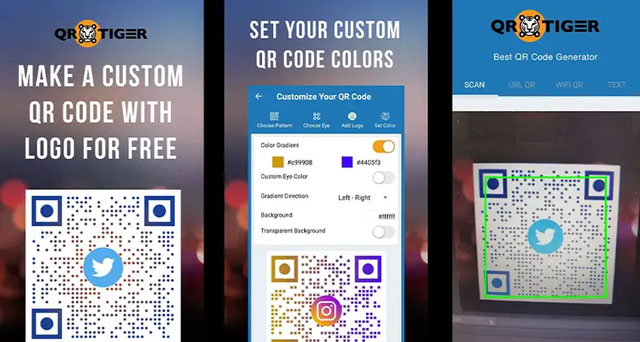 QR TIGER
MAKE A CUSTOM
QR CODE WITH
LOGO FOR FREE
SET YOUR CUSTOM
QR CODE COLORS
Customize Your QR Code
Choose Pattern
Choose Eye
Add Logo
Set Color
Color Gradient
#c99908
#4405f3
Custom Eye Color
Gradient Direction
Left - Right
Background
#ffffff
Transparent Background
QR TIGER
Best QR Code Generator
SCAN
URL QR
WIFI QR
TEXT